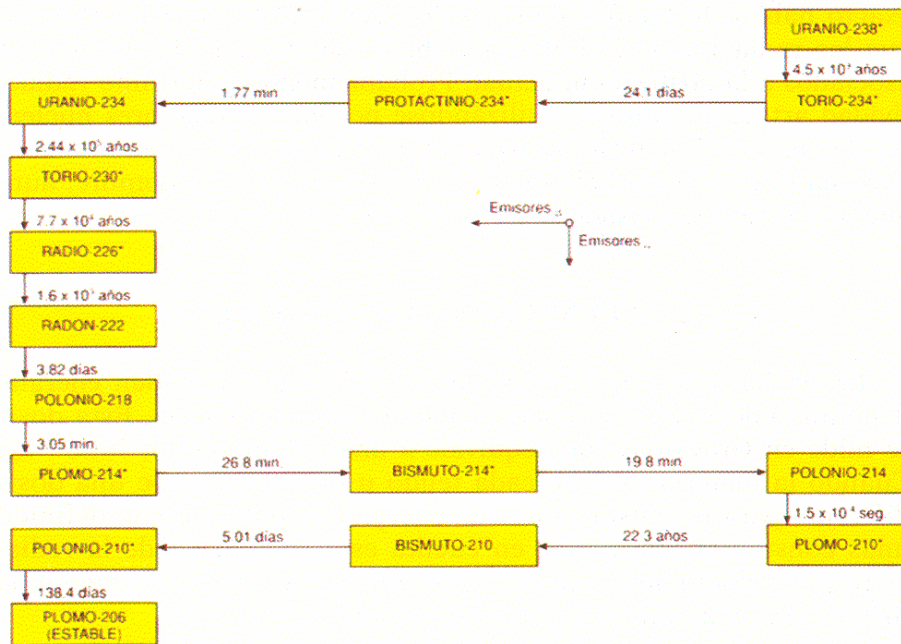 URANIO-238*
4.5 x 10⁹ años
URANIO-234
1.77 min
PROTACTINIO-234*
24.1 días
TORIO-234*
2.44 x 10⁵ años
TORIO-230*
Emisores
Emisores
7.7 x 10⁴ años
RADIO-226*
1.6 x 10³ años
RADON-222
3.82 días
POLONIO-218
3.05 min.
PLOMO-214*
26.8 min.
BISMUTO-214*
19.8 min
POLONIO-214
1.5 x 10⁻⁴ seg.
POLONIO-210*
5.01 días
BISMUTO-210
22.3 años
PLOMO-210*
138.4 días
PLOMO-206
(ESTABLE)